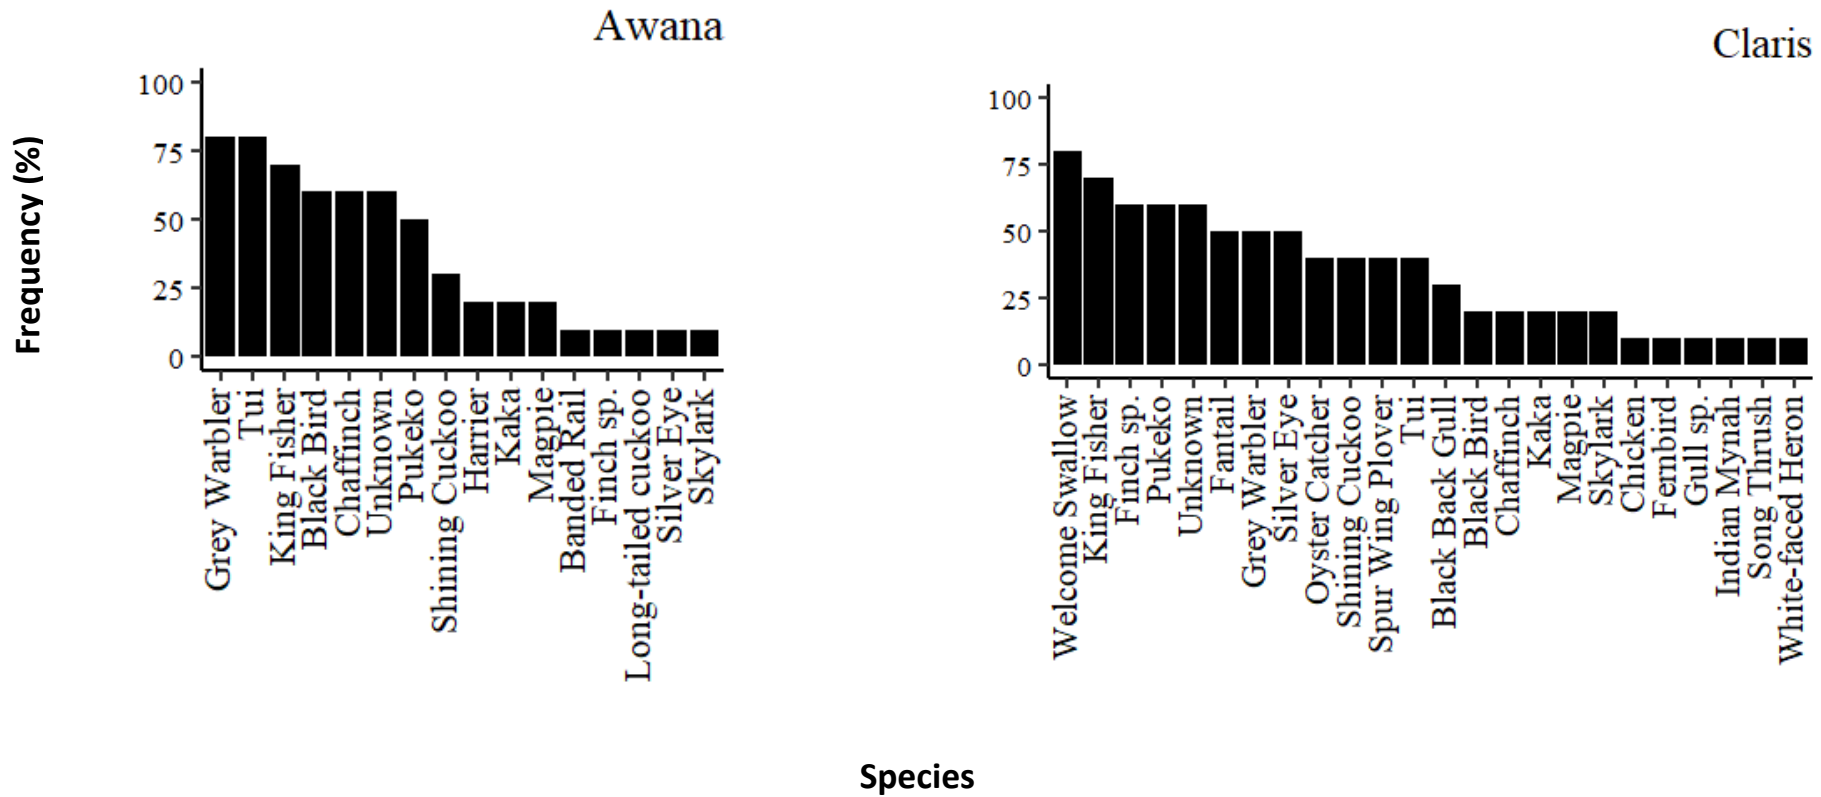 Awana
Frequency (%)
100
75
50
25
0
Grey Warbler
Tui
King Fisher
Black Bird
Chaffinch
Unknown
Pukeko
Shining Cuckoo
Harrier
Kaka
Magpie
Banded Rail
Finch sp.
Long-tailed cuckoo
Silver Eye
Skylark
Claris
100
75
50
25
0
Welcome Swallow
King Fisher
Finch sp.
Pukeko
Unknown
Fantail
Grey Warbler
Silver Eye
Oyster Catcher
Shining Cuckoo
Spur Wing Plover
Tui
Black Back Gull
Black Bird
Chaffinch
Kaka
Magpie
Skylark
Chicken
Fernbird
Gull sp.
Indian Mynah
Song Thrush
White-faced Heron
Species